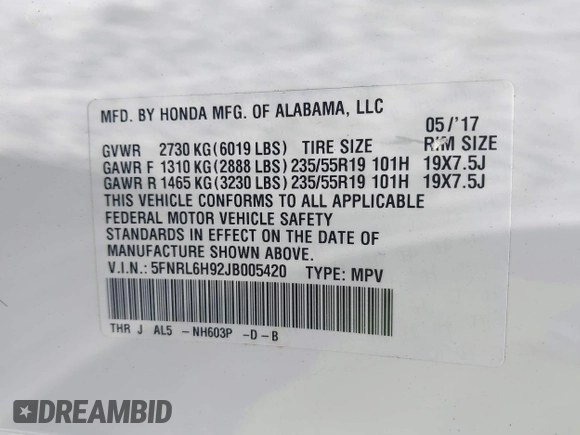 MFD. BY HONDA MFG. OF ALABAMA, LLC
05/'17
GVWR 2730 KG(6019 LBS) TIRE SIZE RIM SIZE
GAWR F 1310 KG(2888 LBS) 235/55R19 101H 19X7.5J
GAWR R 1465 KG(3230 LBS) 235/55R19 101H 19X7.5J
THIS VEHICLE CONFORMS TO ALL APPLICABLE
FEDERAL MOTOR VEHICLE SAFETY
STANDARDS IN EFFECT ON THE DATE OF
MANUFACTURE SHOWN ABOVE.
V.I.N.: 5FNRL6H92JB005420 TYPE: MPV
THR J AL5 -NH603P -D-B
DREAMBID